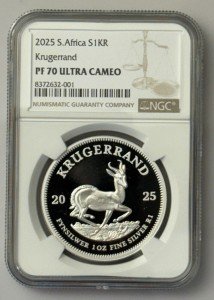 2025 S.Africa S1KR
Krugerrand
PF 70 ULTRA CAMEO
8372632-001
NUMISMATIC GUARANTY COMPANY
NGC
KRUGERRAND
20 25
FYNSILWER 1 OZ FINE SILVER R1